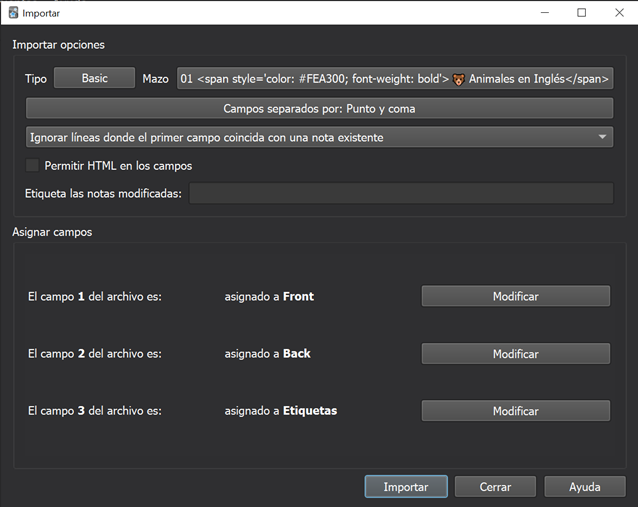 Importar
Importar opciones
Tipo Basic Mazo 01 <span style='color: #FEA300; font-weight: bold'>🐻 Animales en Inglés</span>
Campos separados por: Punto y coma
Ignorar líneas donde el primer campo coincida con una nota existente
Permitir HTML en los campos
Etiqueta las notas modificadas:
Asignar campos
El campo 1 del archivo es: asignado a Front Modificar
El campo 2 del archivo es: asignado a Back Modificar
El campo 3 del archivo es: asignado a Etiquetas Modificar
Importar Cerrar Ayuda